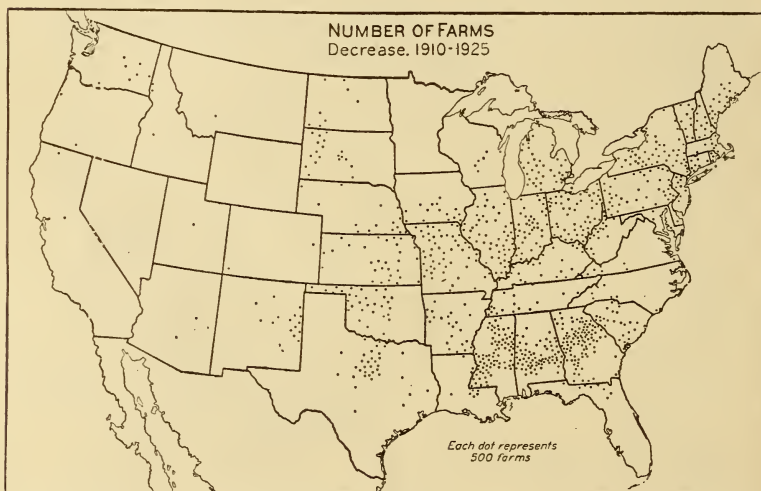 NUMBER OF FARMS
Decrease, 1910-1925
Each dot represents
500 farms